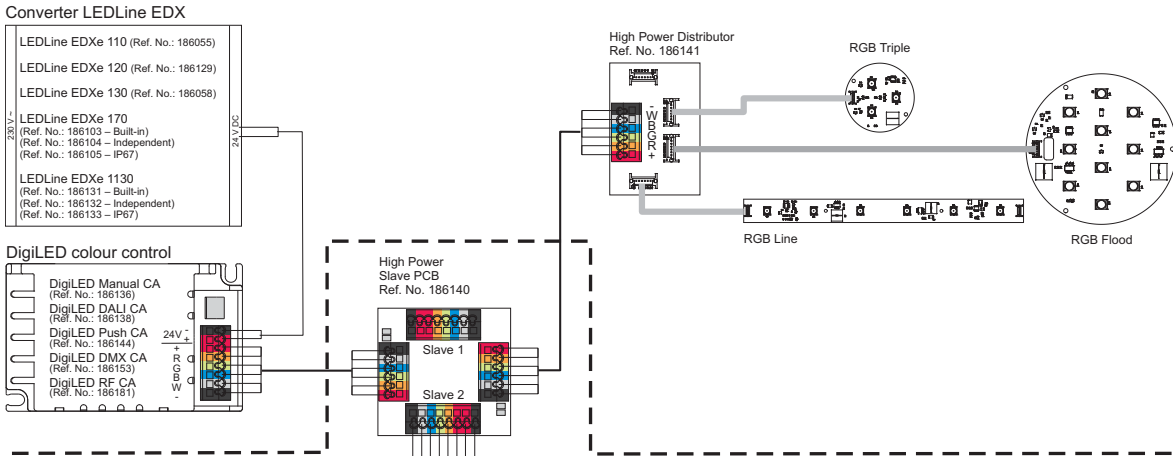 Converter LEDLine EDX
LEDLine EDXe 110 (Ref. No.: 186055)
LEDLine EDXe 120 (Ref. No.: 186129)
LEDLine EDXe 130 (Ref. No.: 186058)
LEDLine EDXe 170
(Ref. No.: 186103 – Built-in)
(Ref. No.: 186104 – Independent)
(Ref. No.: 186105 – IP67)
LEDLine EDXe 1130
(Ref. No.: 186131 – Built-in)
(Ref. No.: 186132 – Independent)
(Ref. No.: 186133 – IP67)
230 V ~
24 V DC
DigiLED colour control
DigiLED Manual CA
(Ref. No.: 186136)
DigiLED DALI CA
(Ref. No.: 186138)
DigiLED Push CA
(Ref. No.: 186144)
DigiLED DMX CA
(Ref. No.: 186153)
DigiLED RF CA
(Ref. No.: 186181)
24V -
+
+
R
G
B
W
-
High Power
Slave PCB
Ref. No. 186140
Slave 1
Slave 2
High Power Distributor
Ref. No. 186141
-
W
B
G
R
+
RGB Triple
RGB Line
RGB Flood